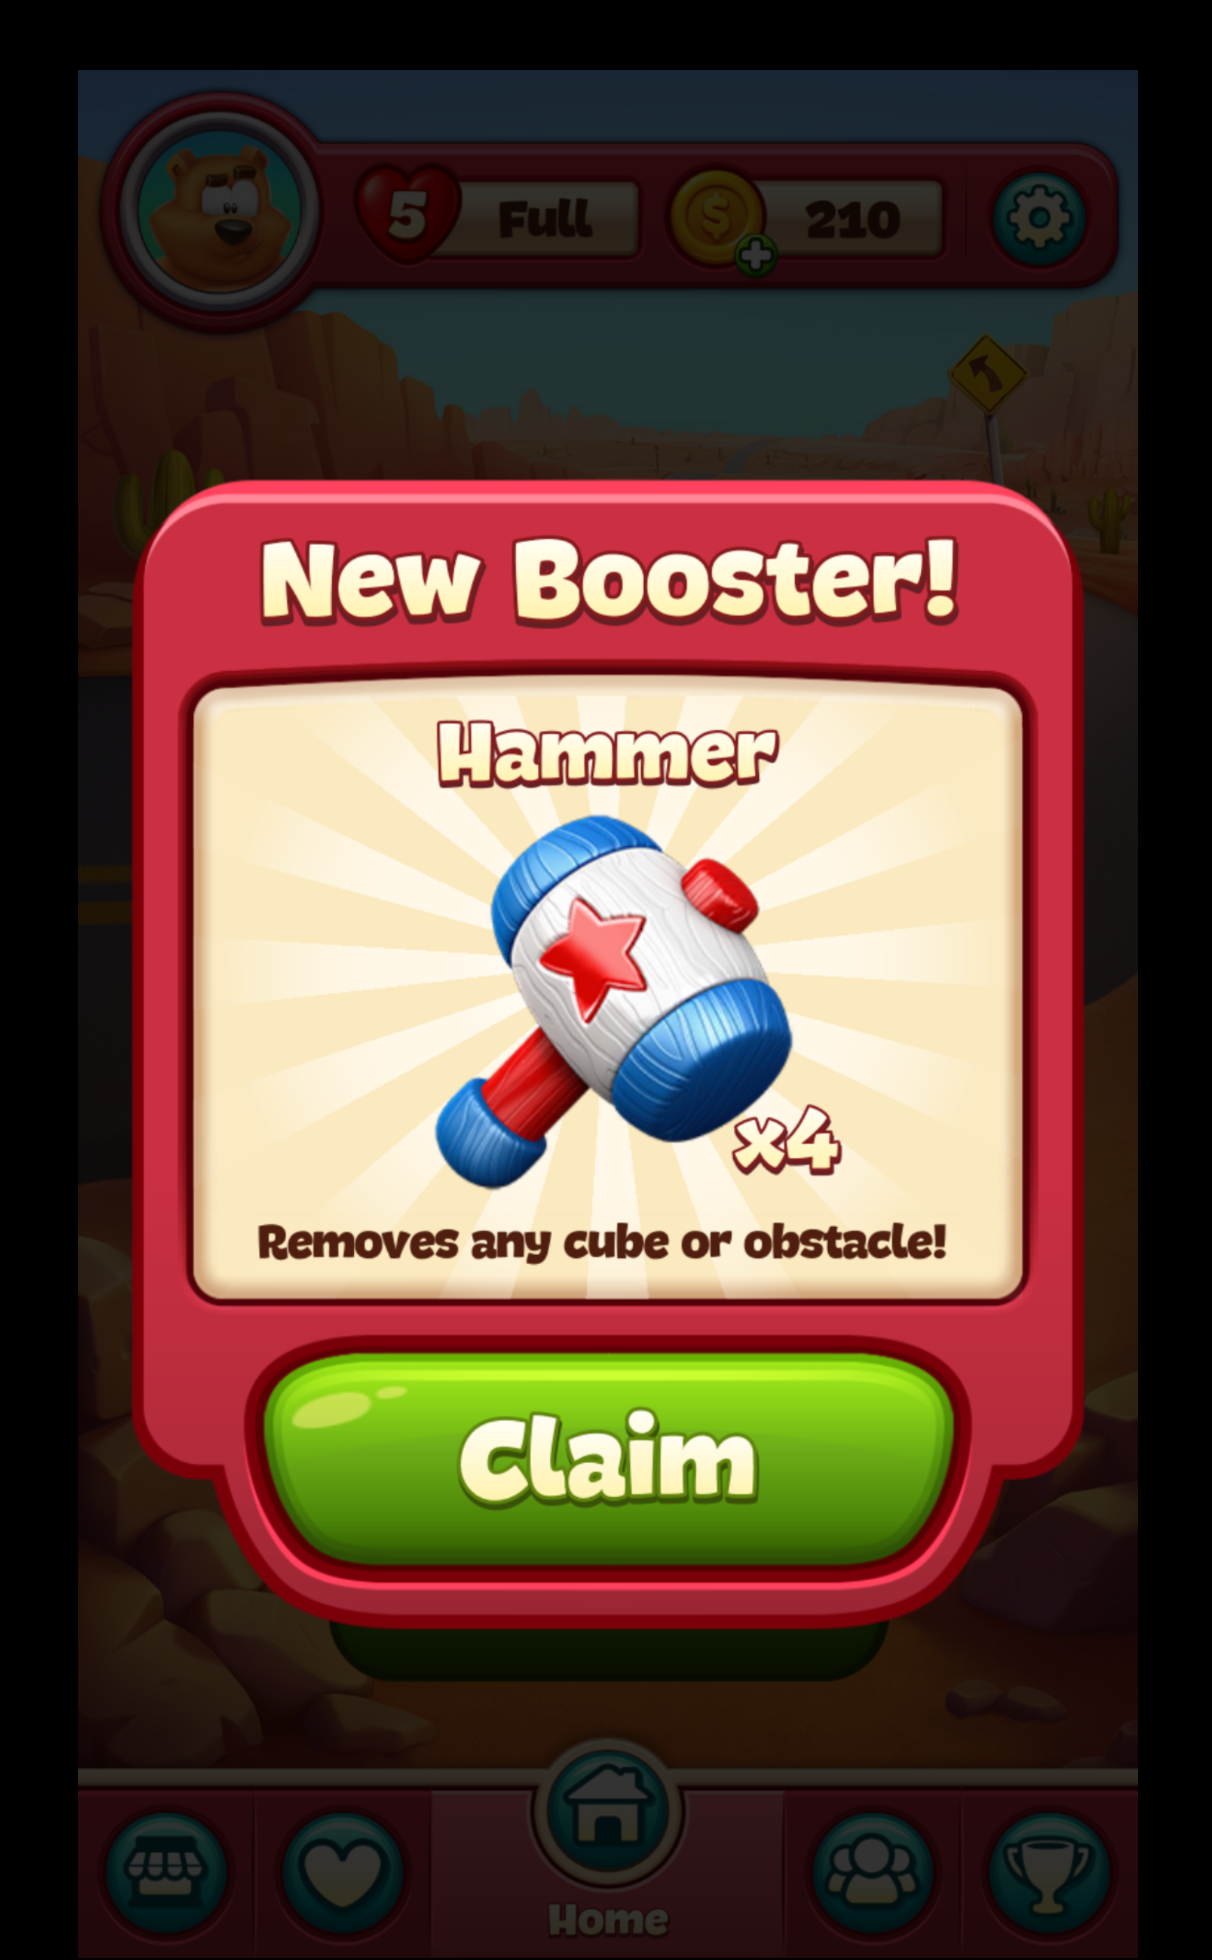 5 Full 210
New Booster!
Hammer
x4
Removes any cube or obstacle!
Claim
Home